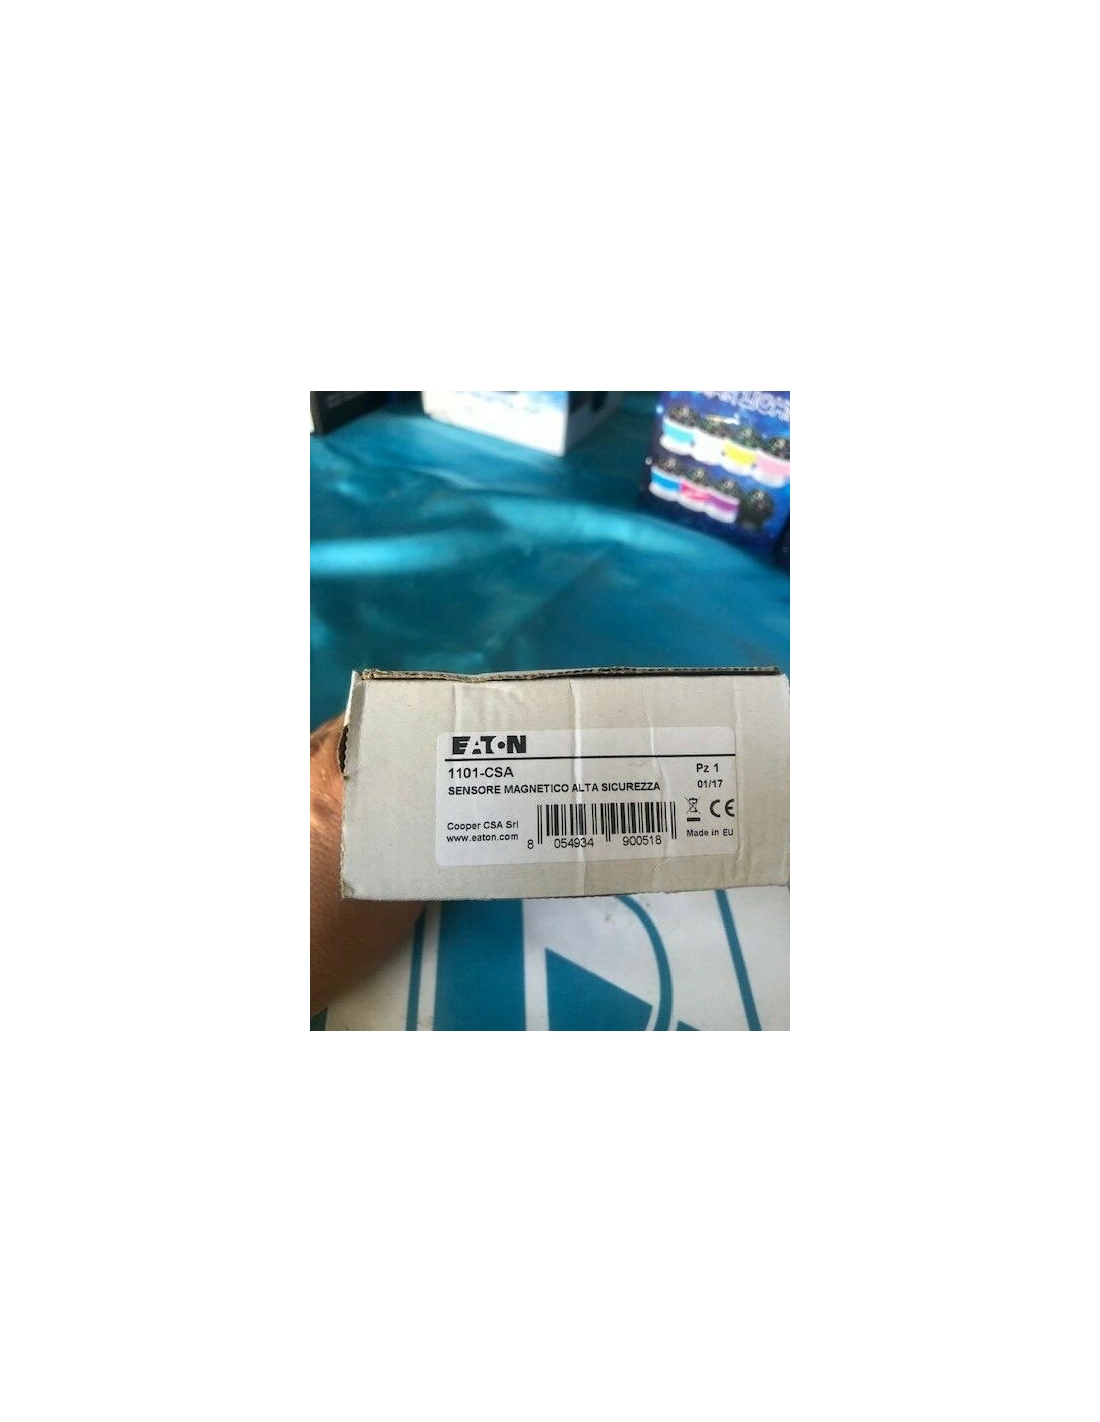 EATON
1101-CSA
Pz 1
SENSORE MAGNETICO ALTA SICUREZZA
01/17
Cooper CSA Srl
www.eaton.com
CE
Made in EU
8 054934 900518